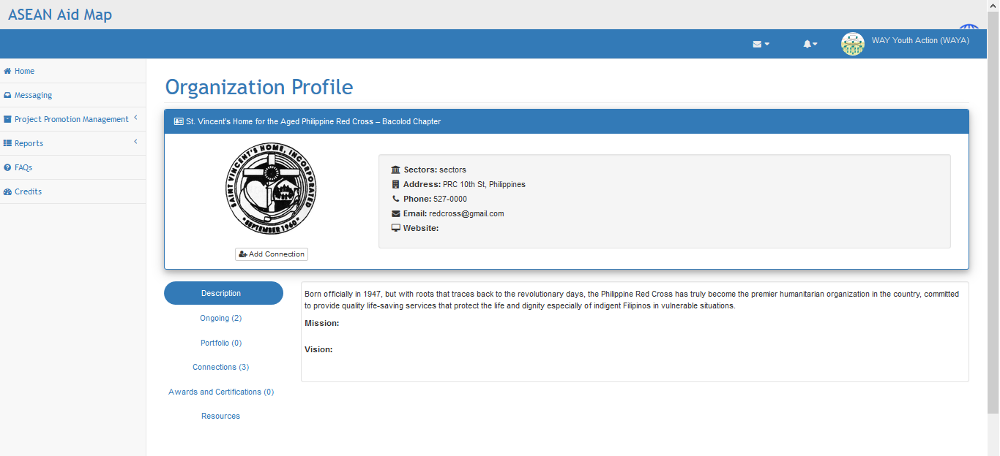 ASEAN Aid Map
WAY Youth Action (WAYA)
Home
Messaging
Project Promotion Management
Reports
FAQs
Credits
Organization Profile
St. Vincent's Home for the Aged Philippine Red Cross – Bacolod Chapter
SAINT VINCENT'S HOME, INCORPORATED
SEPTEMBER 1960
Add Connection
Sectors: sectors
Address: PRC 10th St, Philippines
Phone: 527-0000
Email: redcross@gmail.com
Website:
Description
Ongoing (2)
Portfolio (0)
Connections (3)
Awards and Certifications (0)
Resources
Born officially in 1947, but with roots that traces back to the revolutionary days, the Philippine Red Cross has truly become the premier humanitarian organization in the country, committed
to provide quality life-saving services that protect the life and dignity especially of indigent Filipinos in vulnerable situations.
Mission:
Vision: